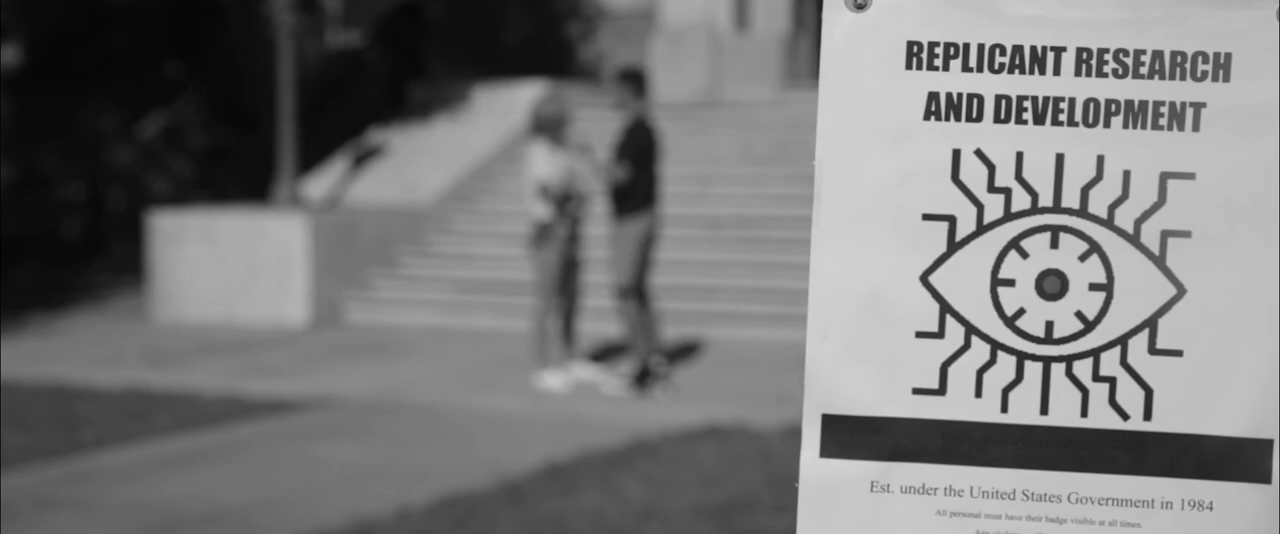 REPLICANT RESEARCH
AND DEVELOPMENT
Est. under the United States Government in 1984
All personal must have their badge visible at all times.